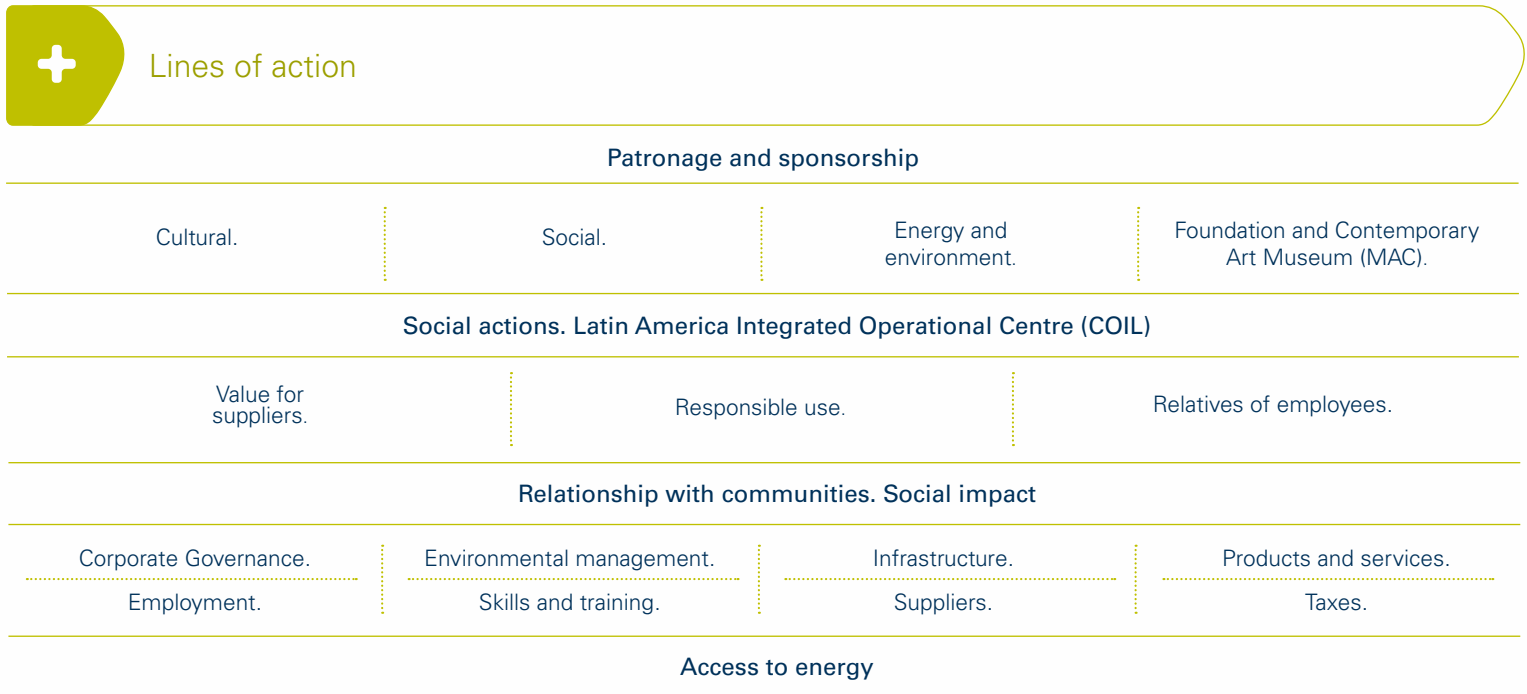 Lines of action
Patronage and sponsorship
Cultural.
Social.
Energy and
environment.
Foundation and Contemporary
Art Museum (MAC).
Social actions. Latin America Integrated Operational Centre (COIL)
Value for
suppliers.
Responsible use.
Relatives of employees.
Relationship with communities. Social impact
Corporate Governance.
Environmental management.
Infrastructure.
Products and services.
Employment.
Skills and training.
Suppliers.
Taxes.
Access to energy